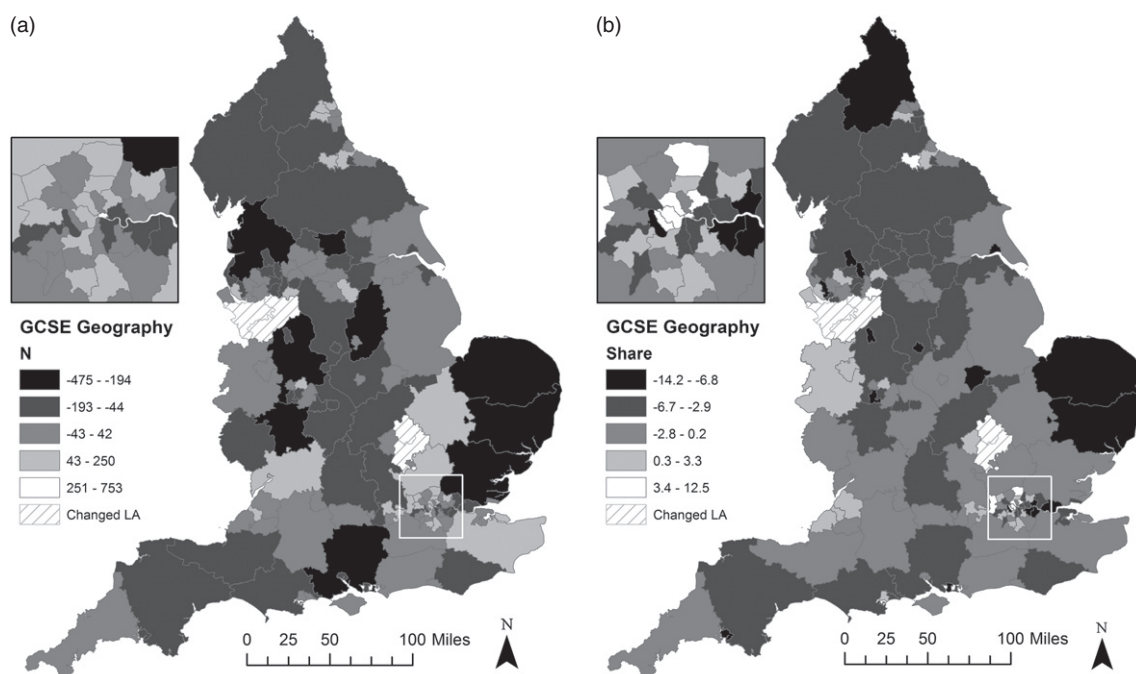 (a)
GCSE Geography
N
-475 - -194
-193 - -44
-43 - 42
43 - 250
251 - 753
Changed LA
0 25 50 100 Miles
N
(b)
GCSE Geography
Share
-14.2 - -6.8
-6.7 - -2.9
-2.8 - 0.2
0.3 - 3.3
3.4 - 12.5
Changed LA
0 25 50 100 Miles
N